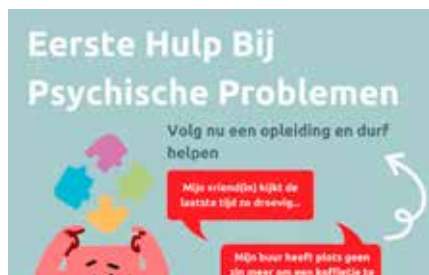 Eerste Hulp Bij
Psychische Problemen
Volg nu een opleiding en durf
helpen
Mijn vriend(in) kijkt de
laatste tijd zo droevig...
Mijn buur heeft plots geen
zin meer om een koffietje te